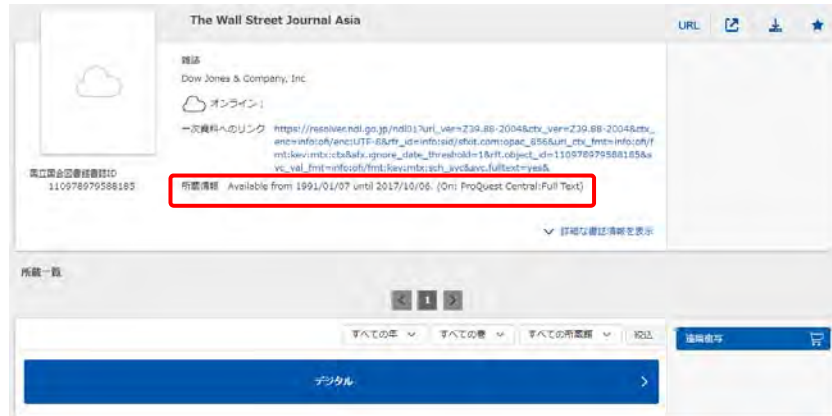 The Wall Street Journal Asia
URL
雑誌
Dow Jones & Company, Inc
オンライン :
一次資料へのリンク https://resolver.ndl.go.jp/ndl01?url_ver=Z39.88-2004&ctx_ver=Z39.88-2004&ctx_
enc=info:ofi/enc:UTF-8&rfr_id=info:sid/sfxit.com:opac_856&url_ctx_fmt=info:ofi/f
mt:kev:mtx:ctx&sfx.ignore_date_threshold=1&rft.object_id=110978979588185&s
vc_val_fmt=info:ofi/fmt:kev:mtx:sch_svc&svc.fulltext=yes&
国立国会図書館書誌ID
110978979588185
所蔵情報 Available from 1991/01/07 until 2017/10/06. (On: ProQuest Central:Full Text)
詳細な書誌情報を表示
所蔵一覧
< 1 >
すべての年 すべての巻 すべての所蔵館 絞込
遠隔複写
デジタル